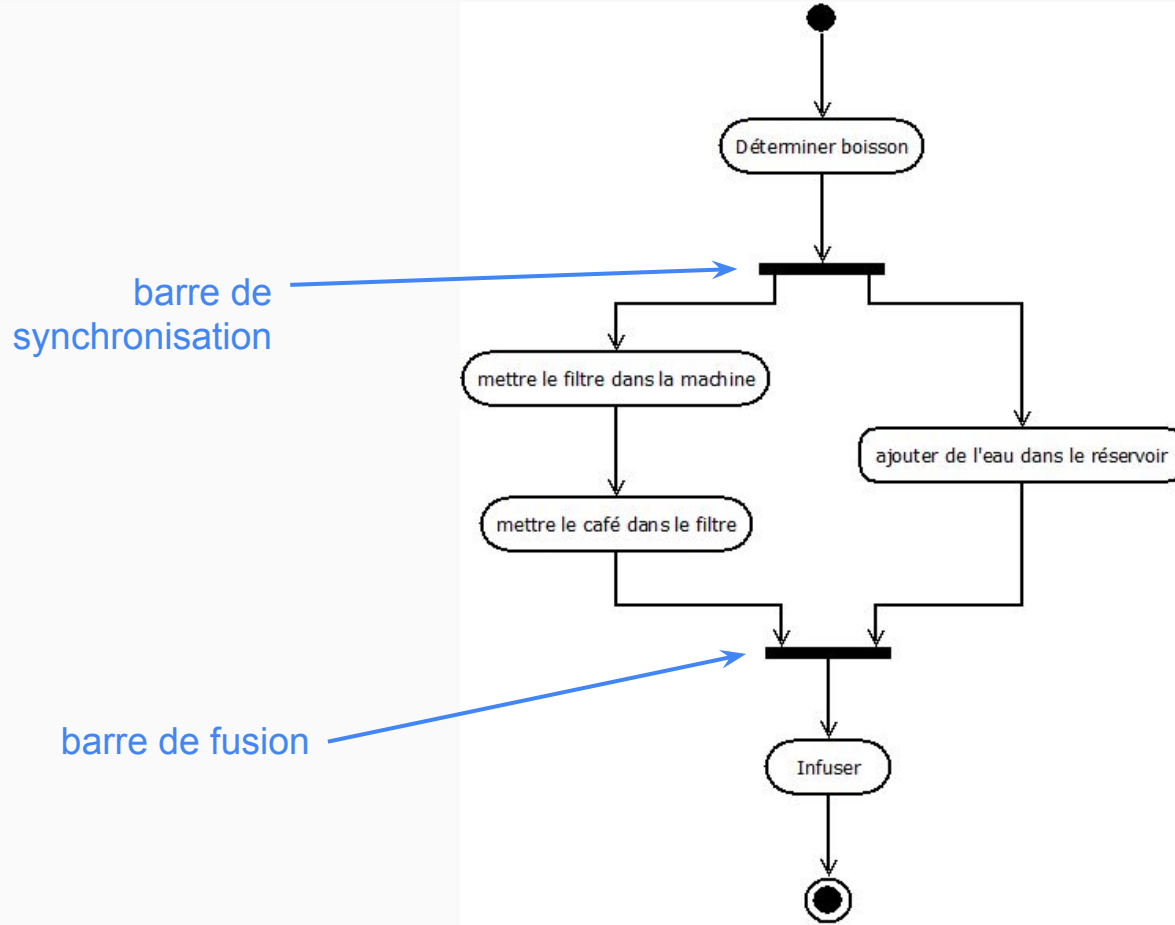 Déterminer boisson
barre de
synchronisation
mettre le filtre dans la machine
ajouter de l'eau dans le réservoir
mettre le café dans le filtre
barre de fusion
Infuser